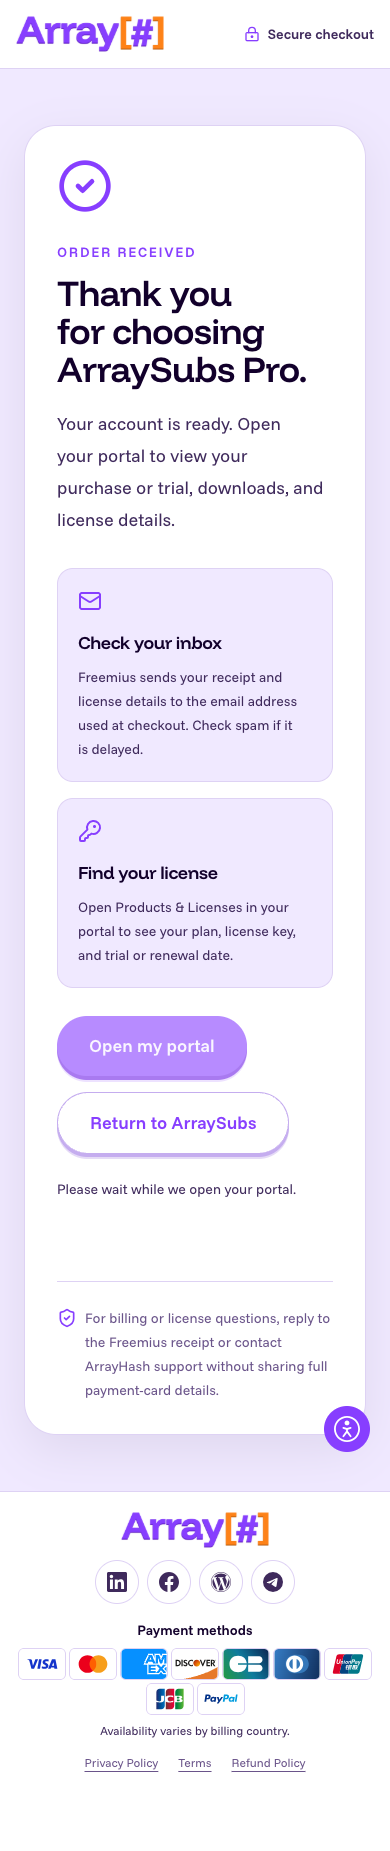 Array[#]
Secure checkout
ORDER RECEIVED
Thank you
for choosing
ArraySubs Pro.
Your account is ready. Open
your portal to view your
purchase or trial, downloads, and
license details.
Check your inbox
Freemius sends your receipt and
license details to the email address
used at checkout. Check spam if it
is delayed.
Find your license
Open Products & Licenses in your
portal to see your plan, license key,
and trial or renewal date.
Open my portal
Return to ArraySubs
Please wait while we open your portal.
For billing or license questions, reply to
the Freemius receipt or contact
ArrayHash support without sharing full
payment-card details.
Array[#]
Payment methods
VISA AMEX DISCOVER CB UnionPay 银联
JCB PayPal
Availability varies by billing country.
Privacy Policy Terms Refund Policy